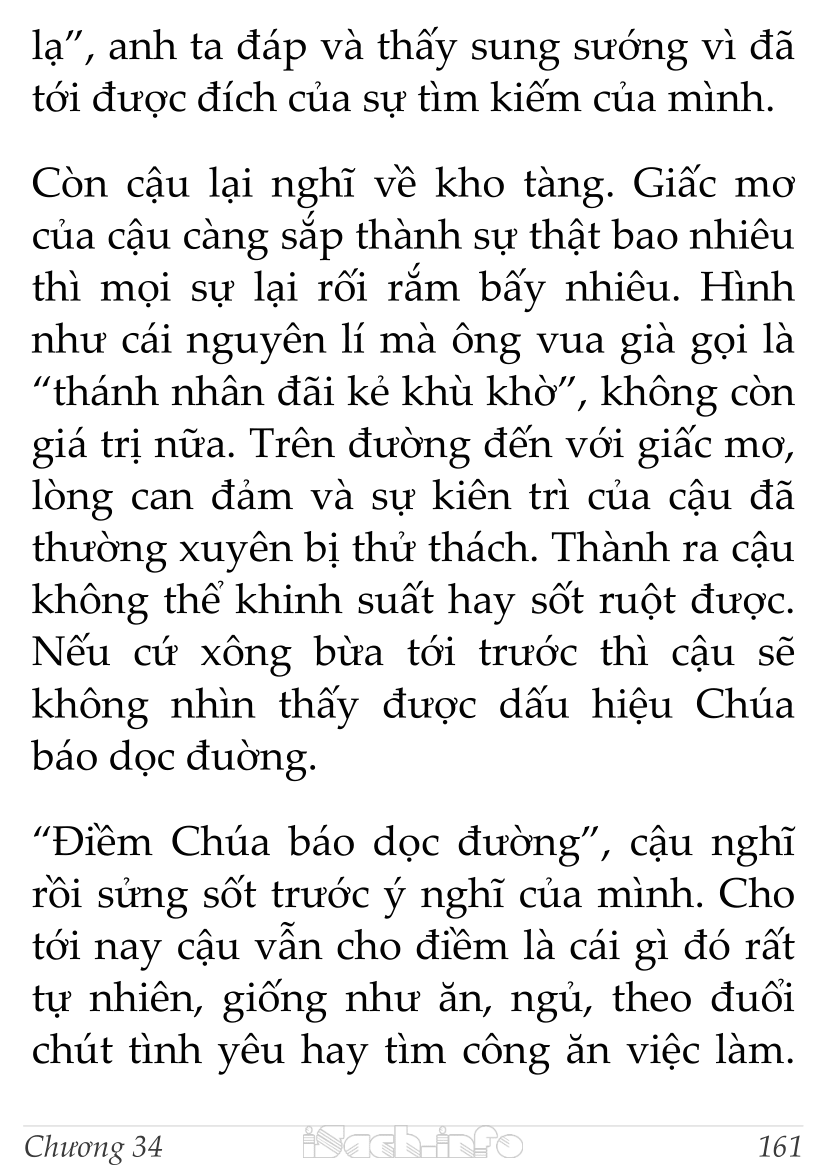 lạ”, anh ta đáp và thấy sung sướng vì đã
tới được đích của sự tìm kiếm của mình.
Còn cậu lại nghĩ về kho tàng. Giấc mơ
của cậu càng sắp thành sự thật bao nhiêu
thì mọi sự lại rối rắm bấy nhiêu. Hình
như cái nguyên lí mà ông vua già gọi là
“thánh nhân đãi kẻ khù khờ”, không còn
giá trị nữa. Trên đường đến với giấc mơ,
lòng can đảm và sự kiên trì của cậu đã
thường xuyên bị thử thách. Thành ra cậu
không thể khinh suất hay sốt ruột được.
Nếu cứ xông bừa tới trước thì cậu sẽ
không nhìn thấy được dấu hiệu Chúa
báo dọc đuờng.
“Điềm Chúa báo dọc đường”, cậu nghĩ
rồi sửng sốt trước ý nghĩ của mình. Cho
tới nay cậu vẫn cho điềm là cái gì đó rất
tự nhiên, giống như ăn, ngủ, theo đuổi
chút tình yêu hay tìm công ăn việc làm.
Chương 34 iSach.info 161